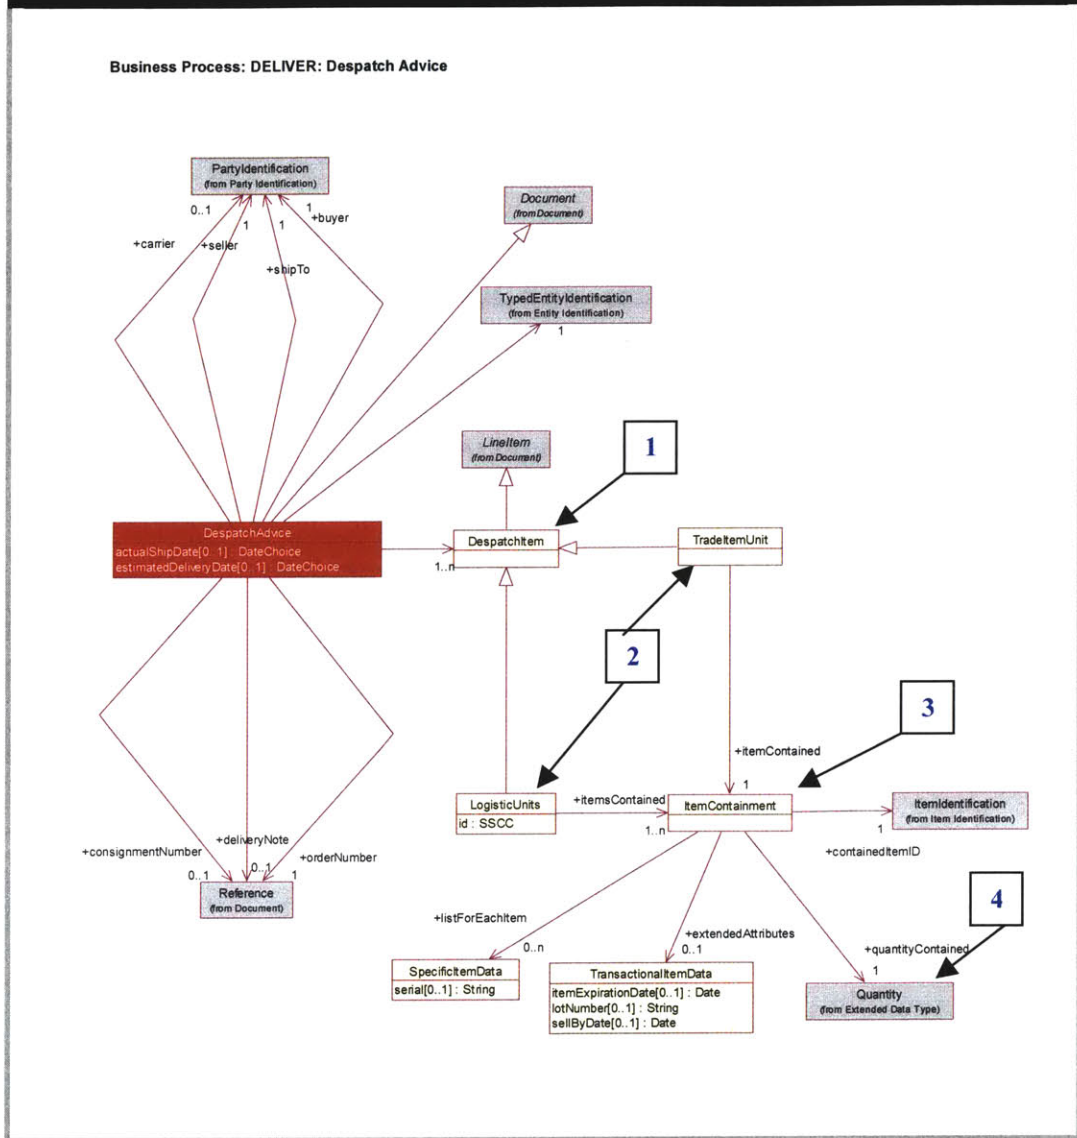 Business Process: DELIVER: Despatch Advice
PartyIdentification
(from Party Identification)
0..1
1
1
1
+buyer
+carrier
+seller
+shipTo
Document
(from Document)
TypedEntityIdentification
(from Entity Identification)
1
LineItem
(from Document)
1
DespatchAdvice
actualShipDate[0..1] : DateChoice
estimatedDeliveryDate[0..1] : DateChoice
DespatchItem
1..n
TradeItemUnit
2
3
+itemContained
1
LogisticUnits
id : SSCC
+itemsContained
1..n
ItemContainment
ItemIdentification
(from Item Identification)
1
+containedItemID
+consignmentNumber
+deliveryNote
+orderNumber
0..1
0..1
1
Reference
(from Document)
4
+listForEachItem
0..n
+extendedAttributes
0..1
+quantityContained
1
SpecificItemData
serial[0..1] : String
TransactionalItemData
itemExpirationDate[0..1] : Date
lotNumber[0..1] : String
sellByDate[0..1] : Date
Quantity
(from Extended Data Type)